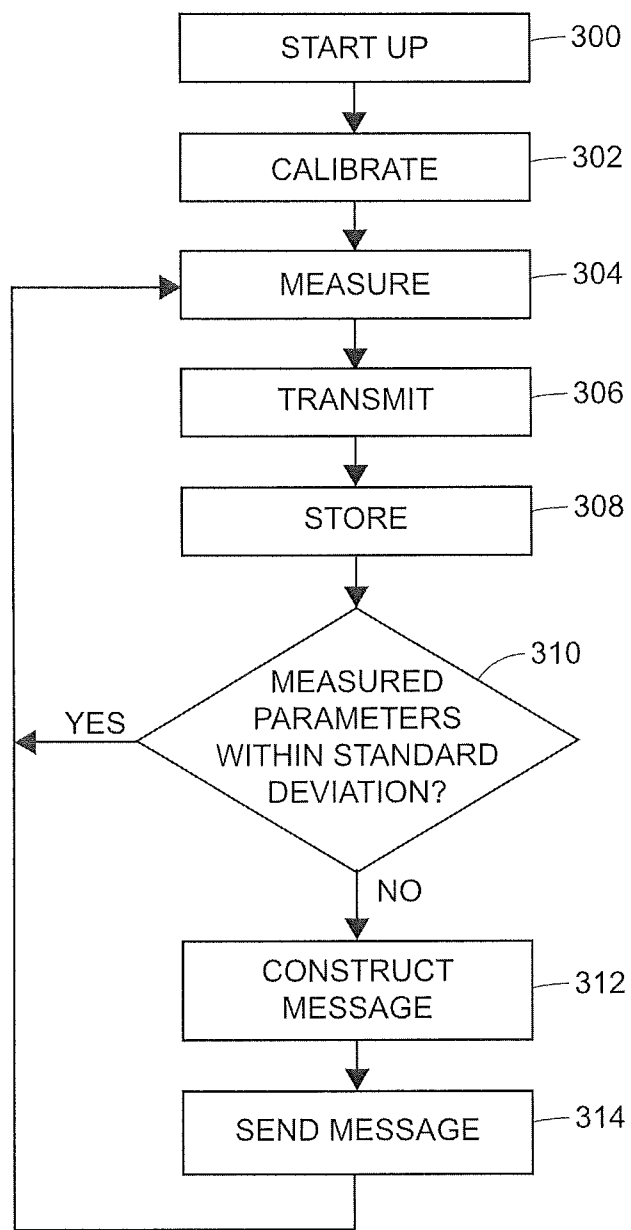 START UP
300
CALIBRATE
302
MEASURE
304
TRANSMIT
306
STORE
308
310
MEASURED
PARAMETERS
WITHIN STANDARD
DEVIATION?
YES
NO
CONSTRUCT
MESSAGE
312
SEND MESSAGE
314